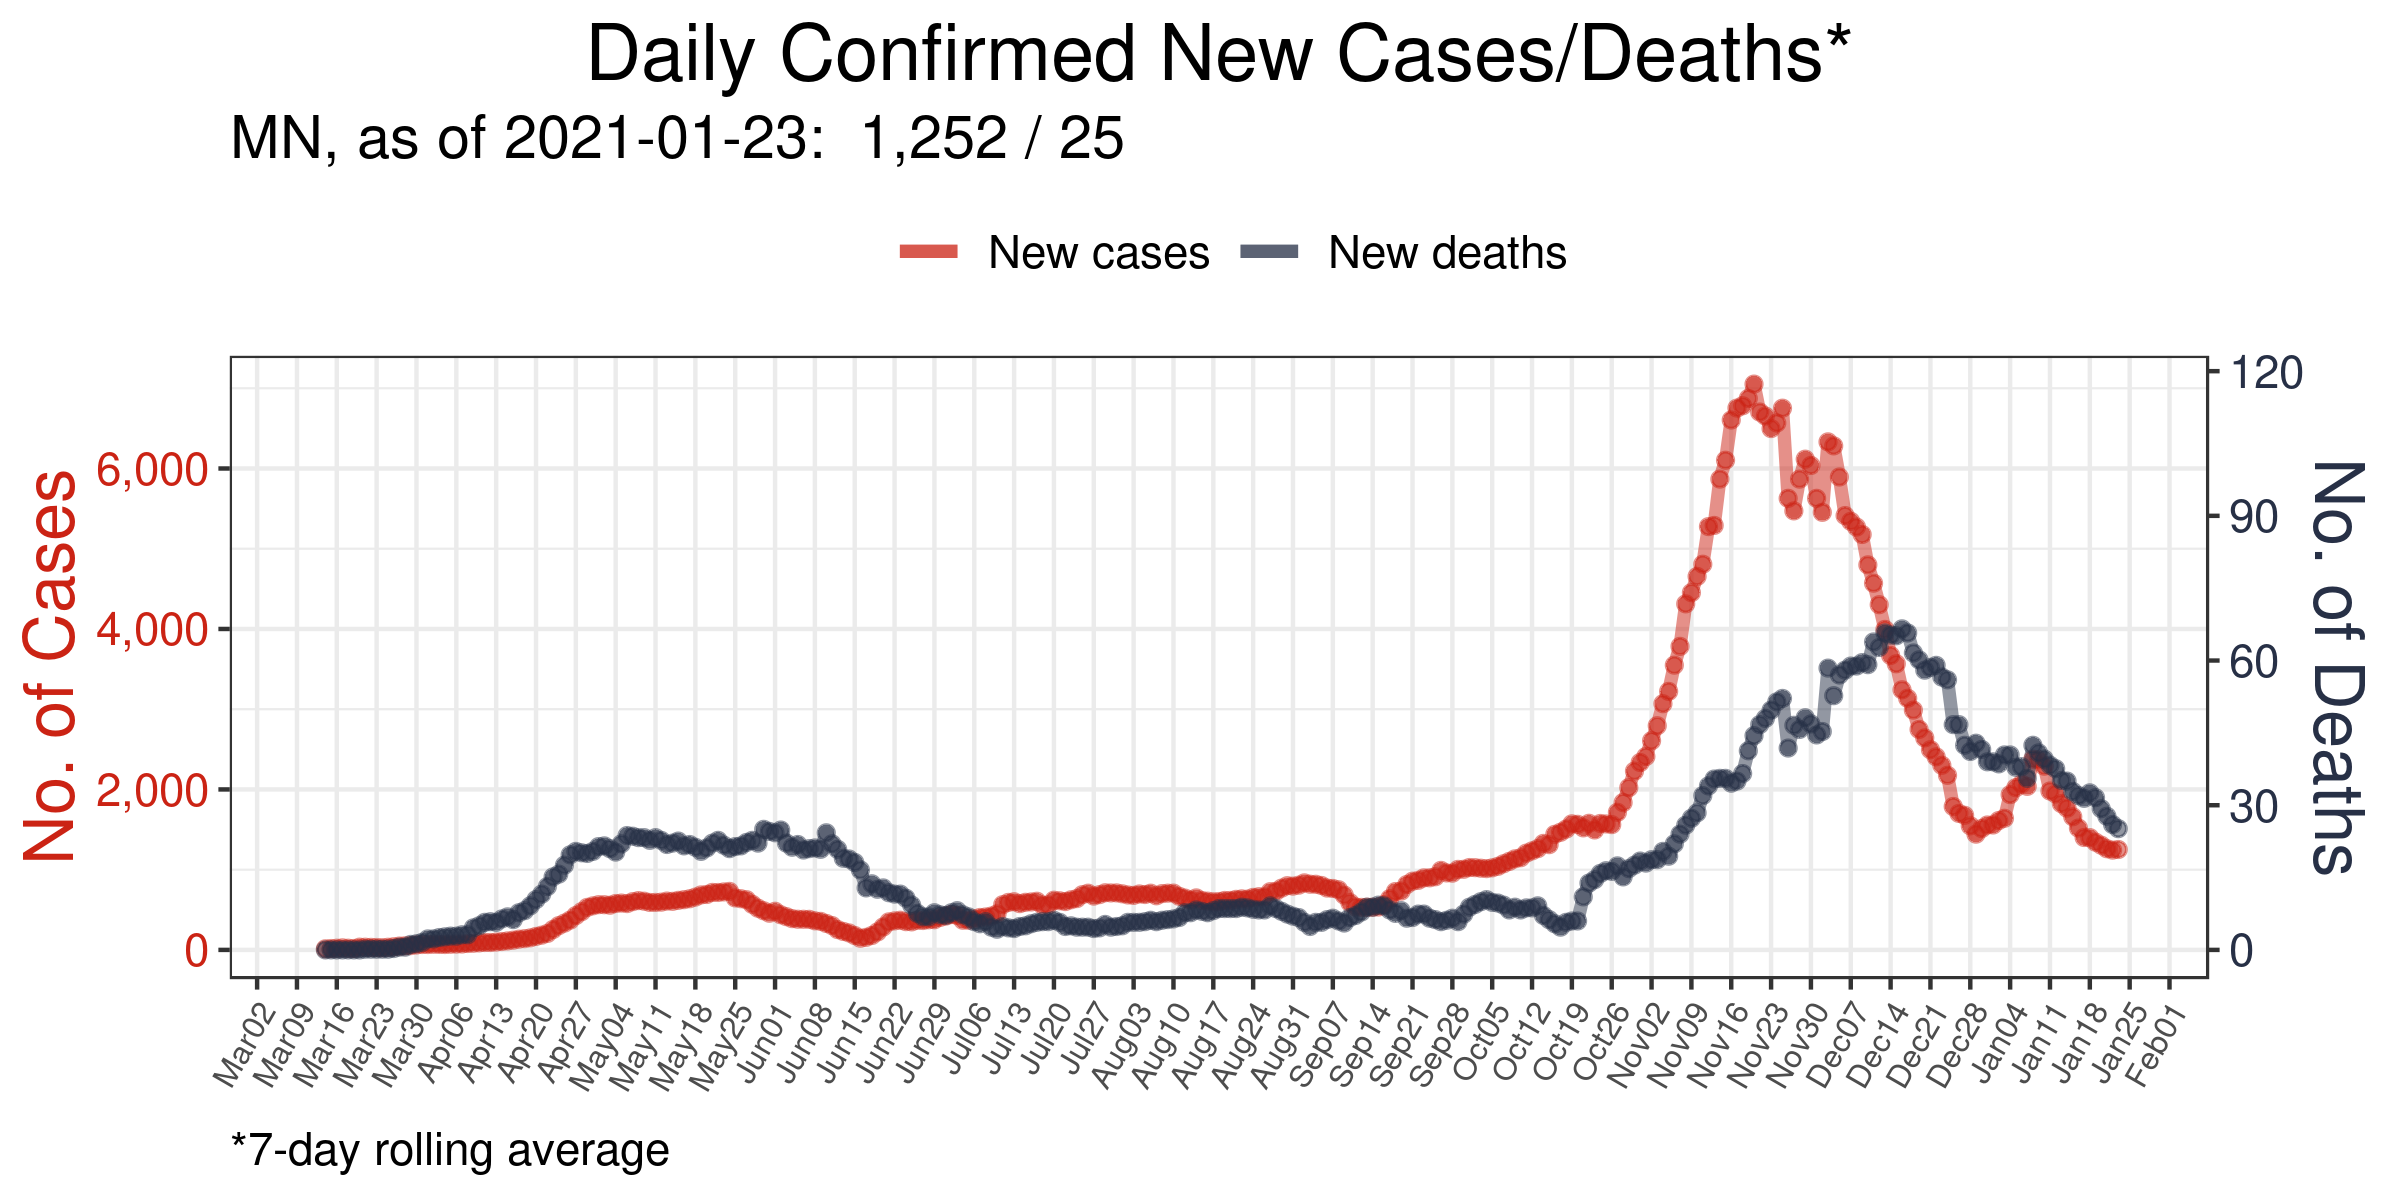 Daily Confirmed New Cases/Deaths*
MN, as of 2021-01-23:  1,252 / 25
New cases
New deaths
No. of Cases
6,000
4,000
2,000
0
120
90
60
30
0
No. of Deaths
Mar02
Mar09
Mar16
Mar23
Mar30
Apr06
Apr13
Apr20
Apr27
May04
May11
May18
May25
Jun01
Jun08
Jun15
Jun22
Jun29
Jul06
Jul13
Jul20
Jul27
Aug03
Aug10
Aug17
Aug24
Aug31
Sep07
Sep14
Sep21
Sep28
Oct05
Oct12
Oct19
Oct26
Nov02
Nov09
Nov16
Nov23
Nov30
Dec07
Dec14
Dec21
Dec28
Jan04
Jan11
Jan18
Jan25
Feb01
*7-day rolling average